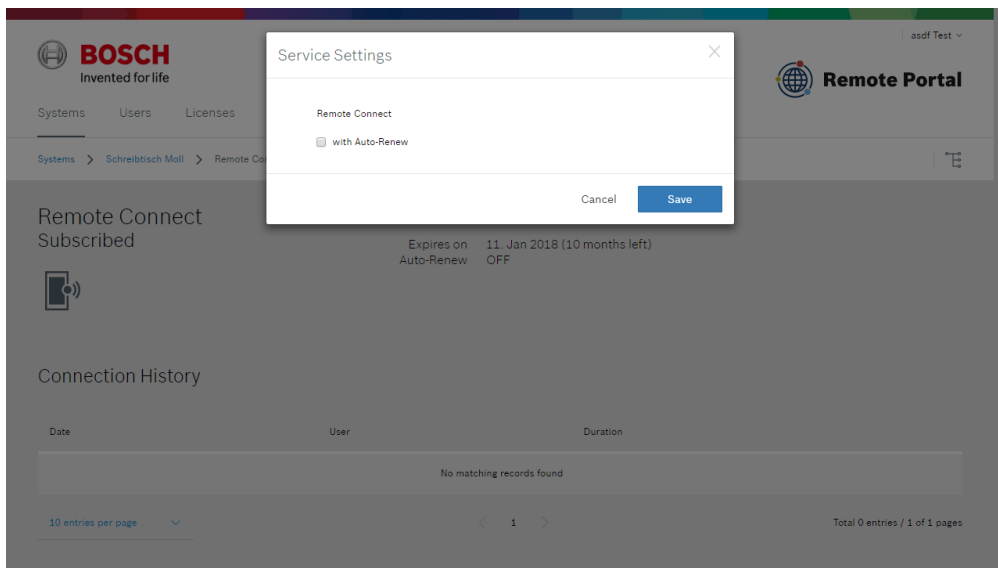 asdf Test
BOSCH
Invented for life
Remote Portal
Systems Users Licenses
Service Settings
Remote Connect
with Auto-Renew
Cancel Save
Systems > Schreibtisch Moll > Remote Co
Remote Connect
Subscribed
Expires on 11. Jan 2018 (10 months left)
Auto-Renew OFF
Connection History
Date User Duration
No matching records found
10 entries per page < 1 > Total 0 entries / 1 of 1 pages